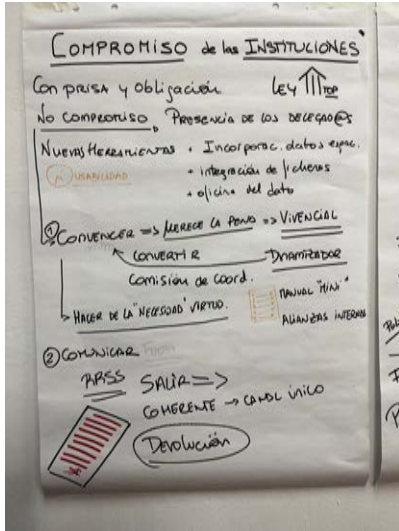 COMPROMISO de las INSTITUCIONES
Con prisa y obligación LEY TOP
NO COMPROMISO PRESENCIA DE LOS DELEGAD@S
NUEVAS HERRAMIENTAS • Incorporac. datos espac.
USABILIDAD • integración de ficheros
• oficina del dato
① CONVENCER => MERECE LA PENA => VIVENCIAL
CONVERTIR DINAMIZADOR
Comisión de Coord.
MANUAL "MINI"
> HACER DE LA "NECESIDAD" VIRTUD. ALIANZAS INTERNAS
② COMUNICAR
RRSS SALIR =>
COHERENTE → CANAL ÚNICO
Devolución